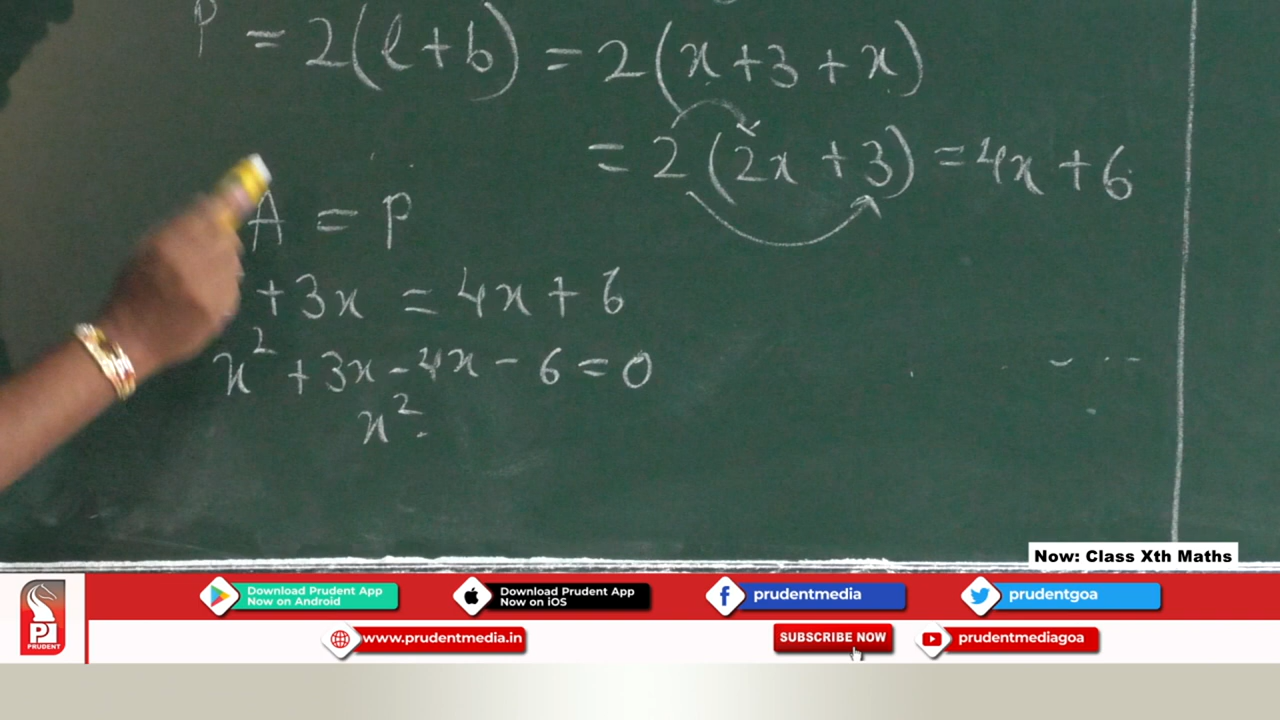 P = 2(l+b) = 2(x+3+x)
= 2(2x+3) = 4x+6
A = P
+3x = 4x+6
x²+3x-4x-6=0
x²
Now: Class Xth Maths
Download Prudent App Now on Android
Download Prudent App Now on iOS
prudentmedia
prudentgoa
PRUDENT
www.prudentmedia.in
SUBSCRIBE NOW
prudentmediagoa